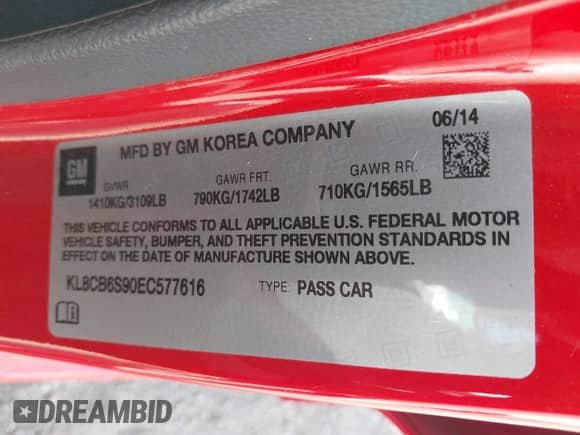 GM
MFD BY GM KOREA COMPANY
06/14
GVWR
1410KG/3109LB
GAWR FRT.
790KG/1742LB
GAWR RR.
710KG/1565LB
THIS VEHICLE CONFORMS TO ALL APPLICABLE U.S. FEDERAL MOTOR
VEHICLE SAFETY, BUMPER, AND THEFT PREVENTION STANDARDS IN
EFFECT ON THE DATE OF MANUFACTURE SHOWN ABOVE.
KL8CB6S90EC577616
TYPE: PASS CAR
DREAMBID